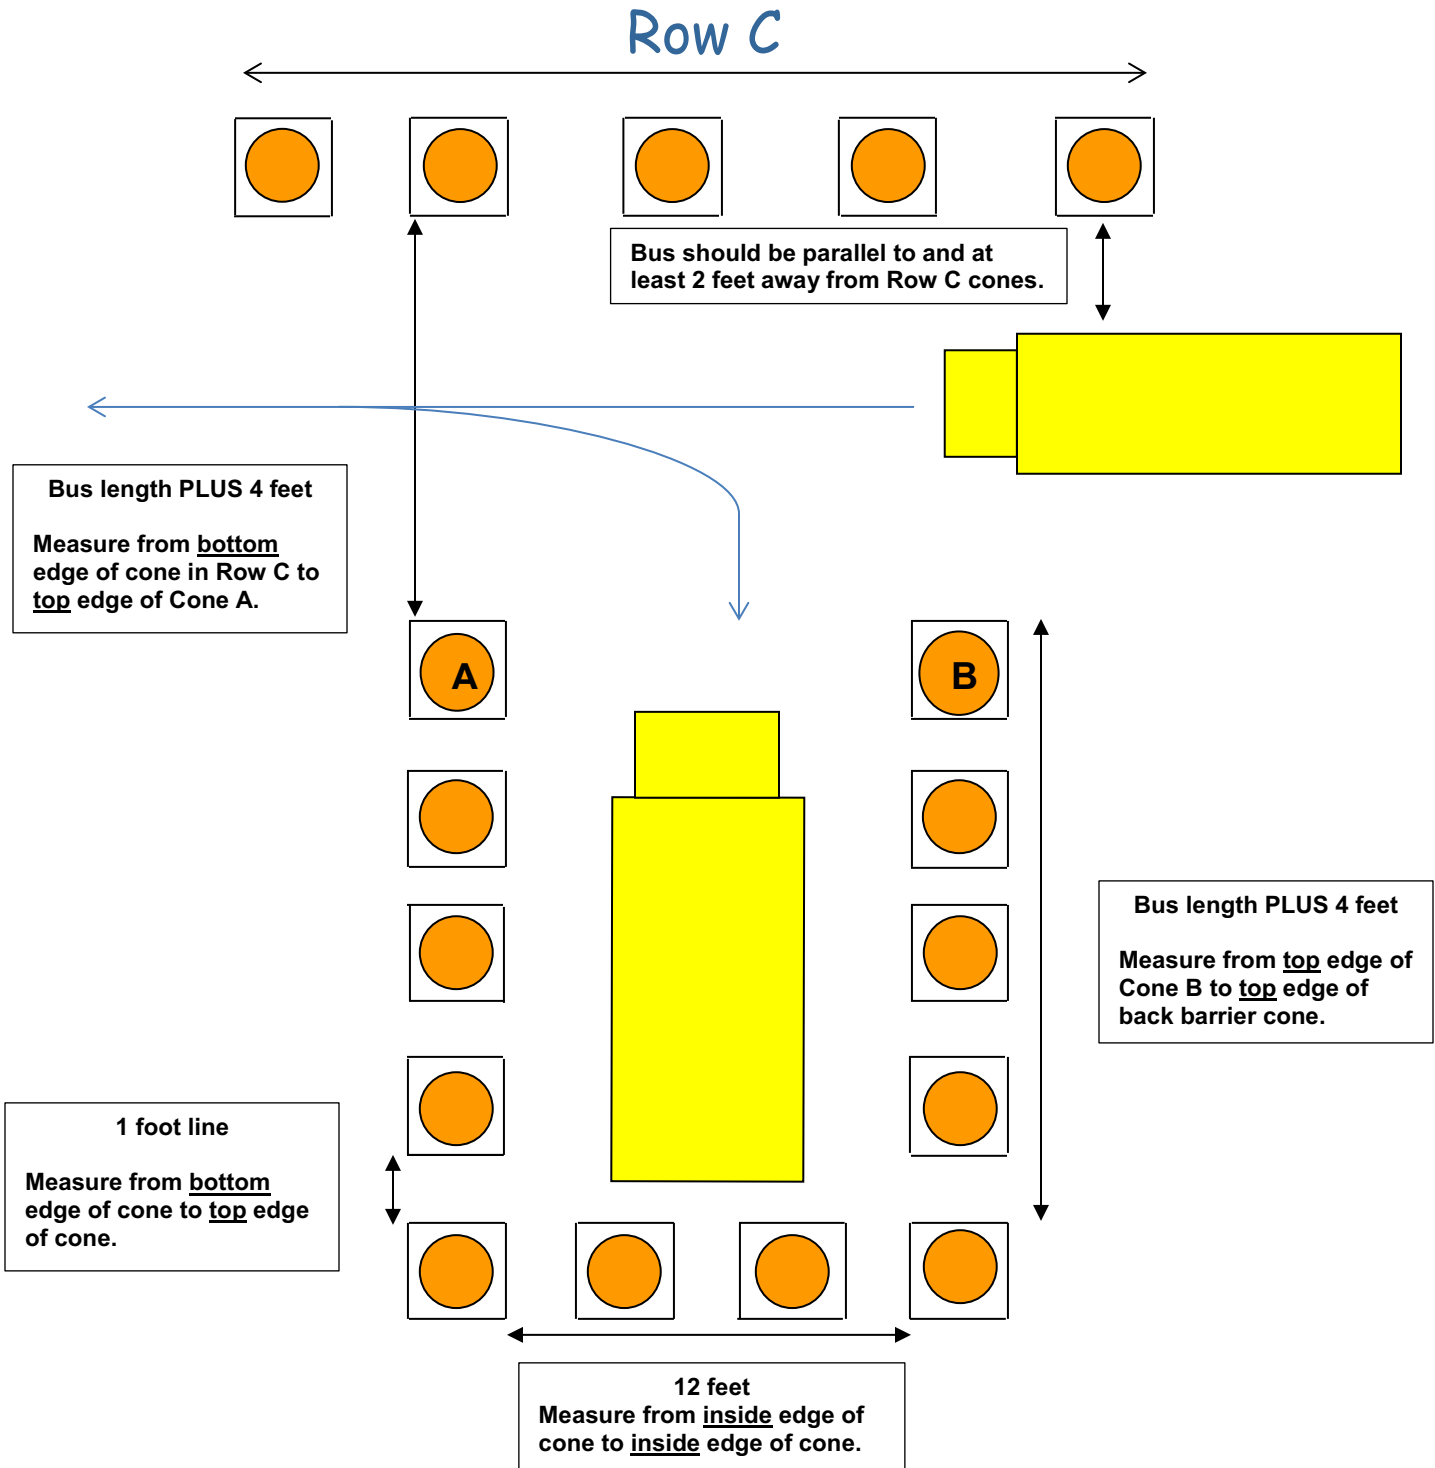 Row C
Bus should be parallel to and at
least 2 feet away from Row C cones.
Bus length PLUS 4 feet
Measure from bottom
edge of cone in Row C to
top edge of Cone A.
A
B
Bus length PLUS 4 feet
Measure from top edge of
Cone B to top edge of
back barrier cone.
1 foot line
Measure from bottom
edge of cone to top edge
of cone.
12 feet
Measure from inside edge of
cone to inside edge of cone.